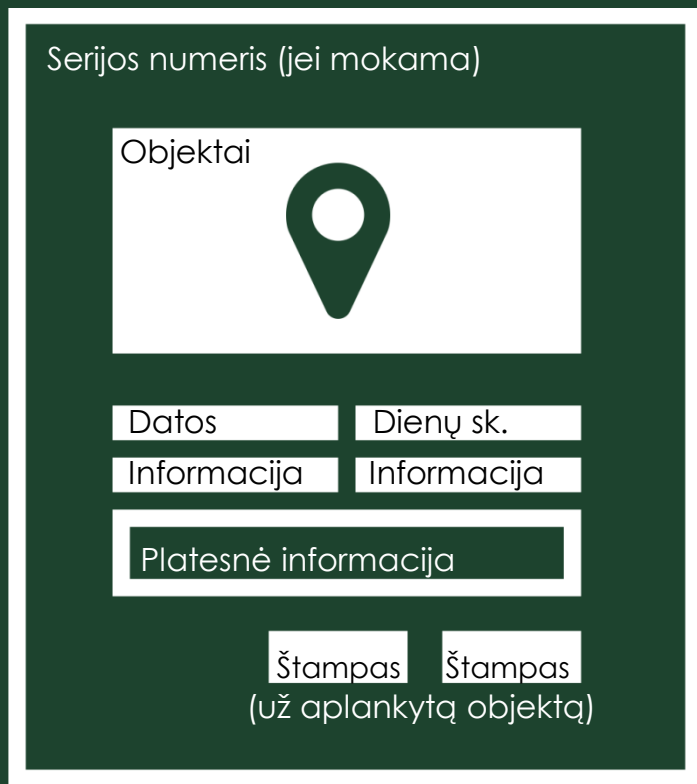 Serijos numeris (jei mokama)
Objektai
Datos
Dienų sk.
Informacija
Informacija
Platesnė informacija
Štampas
Štampas
(už aplankytą objektą)